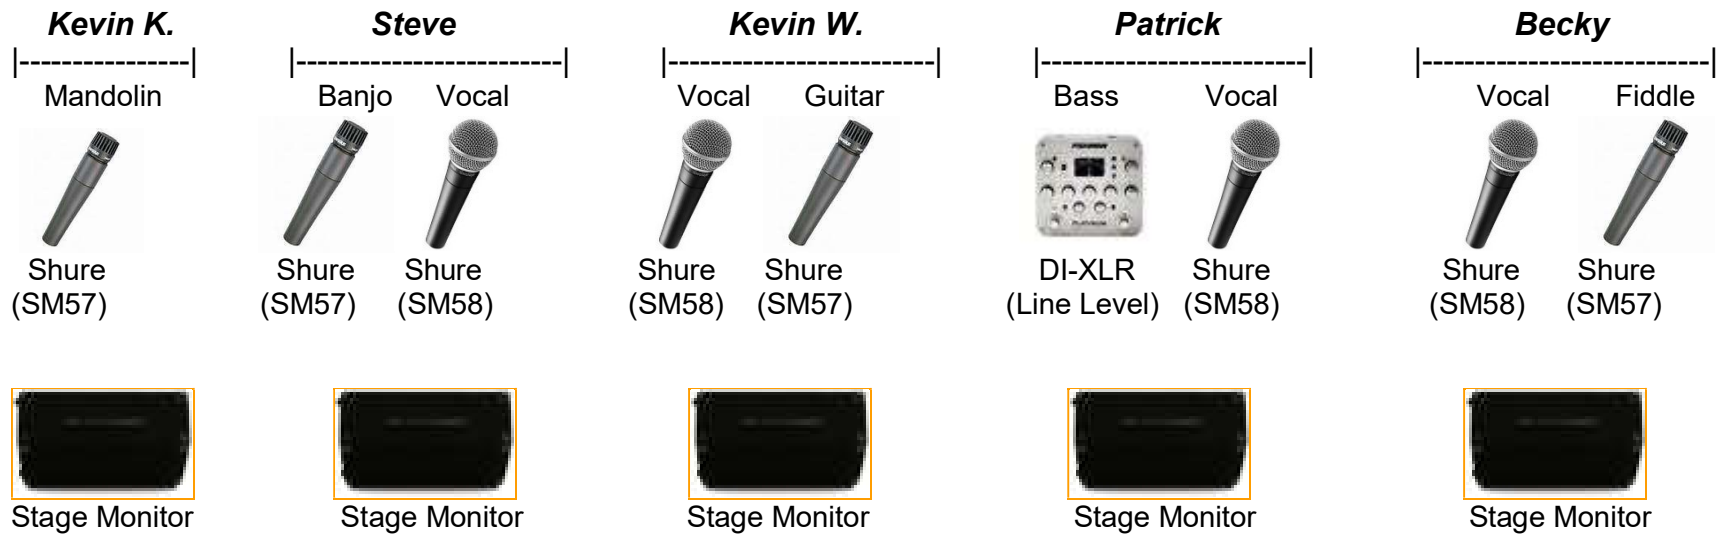 Kevin K. Steve Kevin W. Patrick Becky
|----------------| |-------------------------| |-------------------------| |-------------------------| |---------------------------|
Mandolin Banjo Vocal Vocal Guitar Bass Vocal Vocal Fiddle
Shure Shure Shure Shure Shure DI-XLR Shure Shure Shure
(SM57) (SM57) (SM58) (SM58) (SM57) (Line Level) (SM58) (SM58) (SM57)
Stage Monitor Stage Monitor Stage Monitor Stage Monitor Stage Monitor